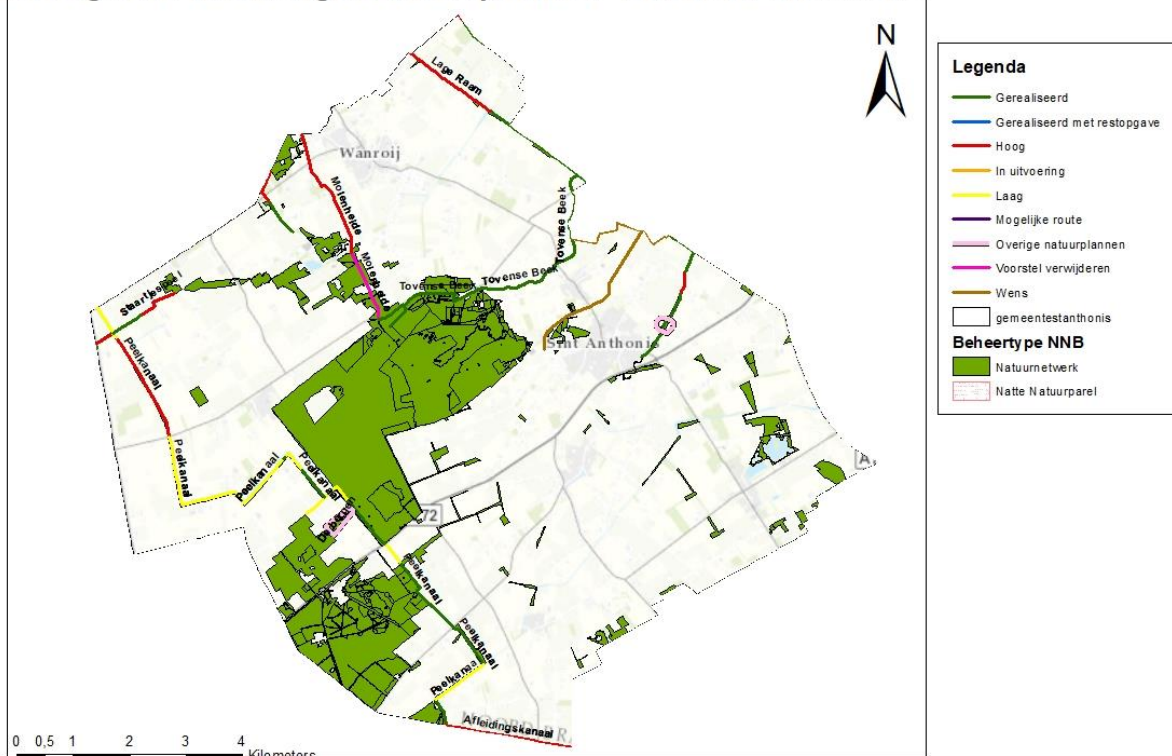 N
Lage Raam
Wanroij
Molenheide
Molenheide
Tovense Beek
Tovense Beek
Tovense Beek
Staartjespeel
Sint Anthonis
Peelkanaal
Peelkanaal
Peelkanaal
Peelkanaal
72
A
Peelkanaal
Peelkanaal
Peelkanaal
Afleidingskanaal
0 0,5 1 2 3 4
Kilometers
Legenda
Gerealiseerd
Gerealiseerd met restopgave
Hoog
In uitvoering
Laag
Mogelijke route
Overige natuurplannen
Voorstel verwijderen
Wens
gemeentestanthonis
Beheertype NNB
Natuurnetwerk
Natte Natuurparel